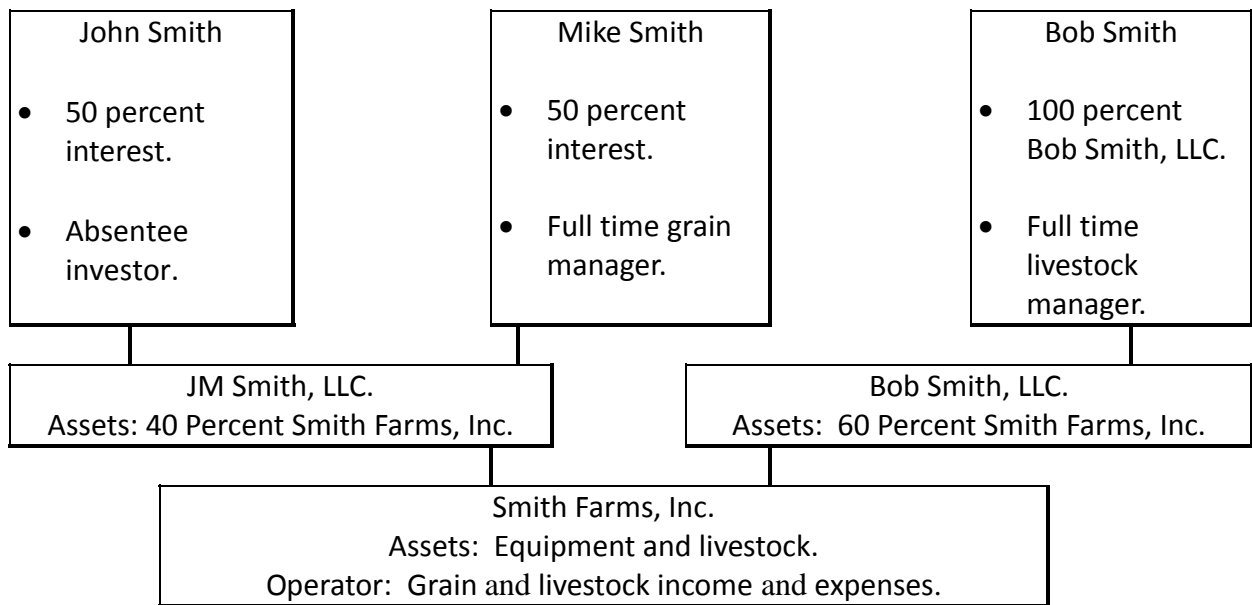 John Smith
• 50 percent
interest.
• Absentee
investor.
Mike Smith
• 50 percent
interest.
• Full time grain
manager.
Bob Smith
• 100 percent
Bob Smith, LLC.
• Full time
livestock
manager.
JM Smith, LLC.
Assets: 40 Percent Smith Farms, Inc.
Bob Smith, LLC.
Assets:  60 Percent Smith Farms, Inc.
Smith Farms, Inc.
Assets:  Equipment and livestock.
Operator:  Grain and livestock income and expenses.